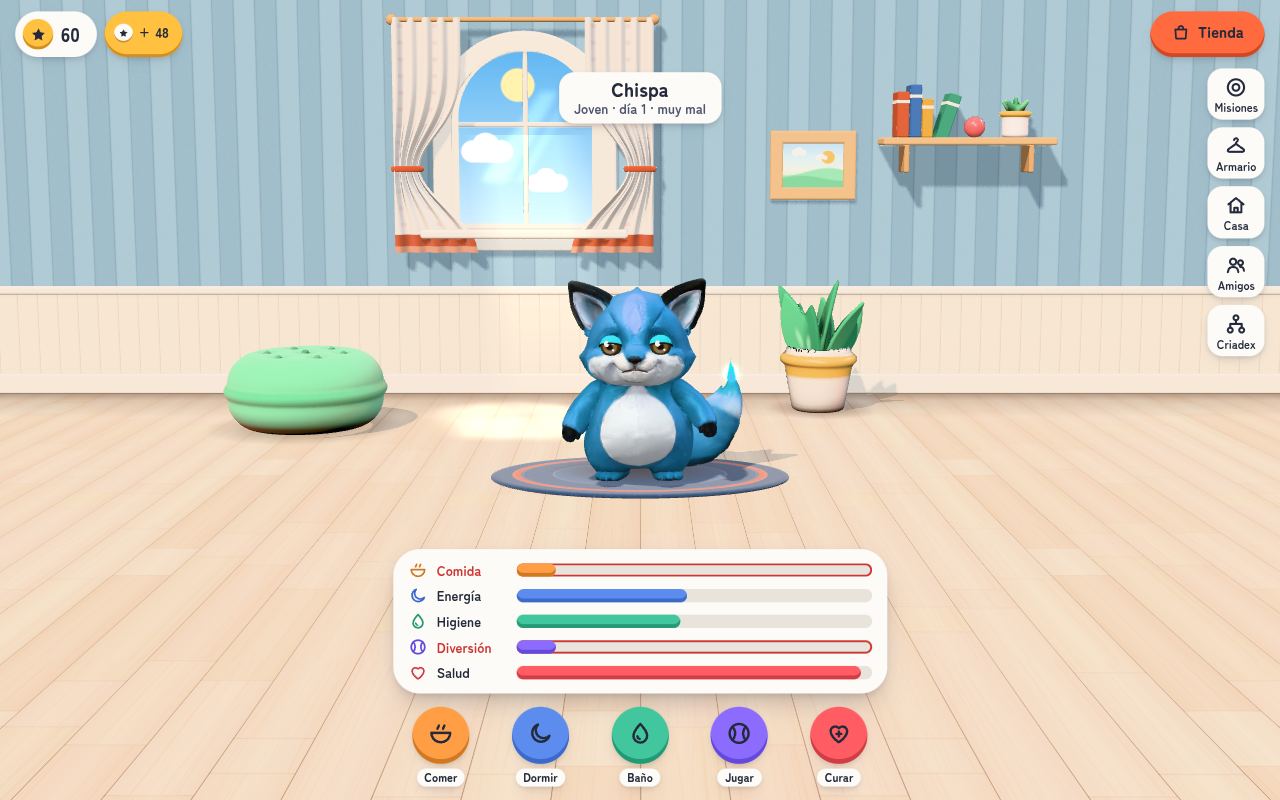 60
+ 48
Tienda
Chispa
Joven · día 1 · muy mal
Misiones
Armario
Casa
Amigos
Criadex
Comida
Energía
Higiene
Diversión
Salud
Comer
Dormir
Baño
Jugar
Curar